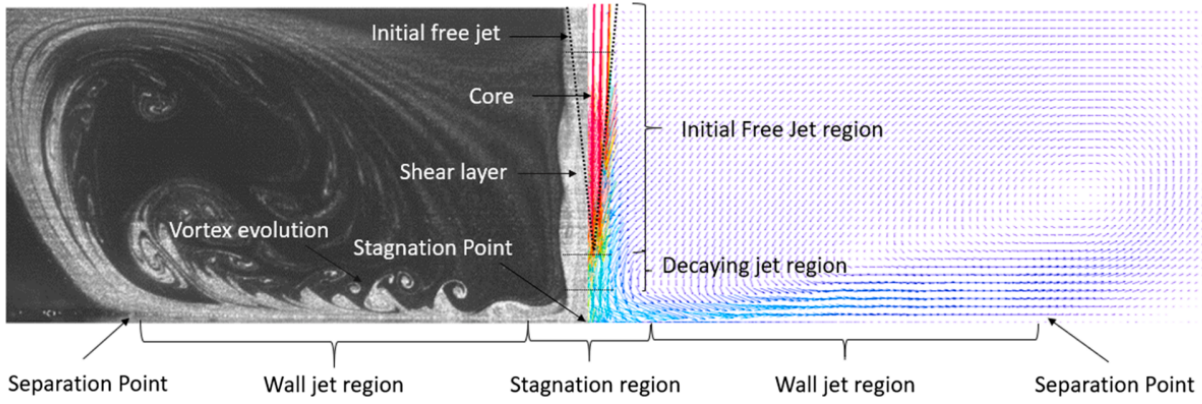 Initial free jet
Core
Initial Free Jet region
Shear layer
Vortex evolution
Stagnation Point
Decaying jet region
Separation Point
Wall jet region
Stagnation region
Wall jet region
Separation Point